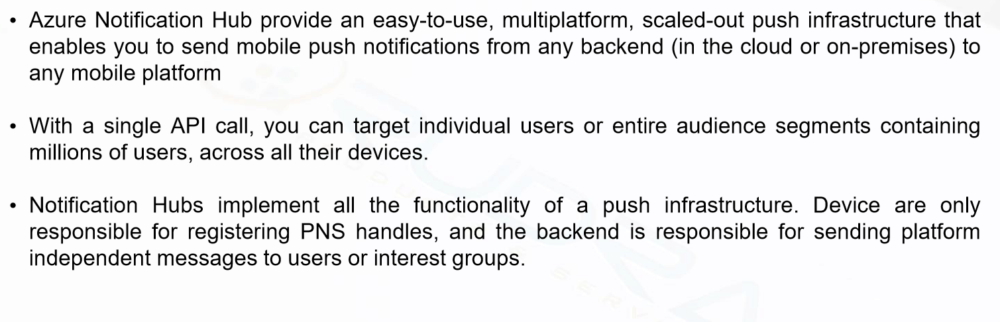 • Azure Notification Hub provide an easy-to-use, multiplatform, scaled-out push infrastructure that
enables you to send mobile push notifications from any backend (in the cloud or on-premises) to
any mobile platform
• With a single API call, you can target individual users or entire audience segments containing
millions of users, across all their devices.
• Notification Hubs implement all the functionality of a push infrastructure. Device are only
responsible for registering PNS handles, and the backend is responsible for sending platform
independent messages to users or interest groups.